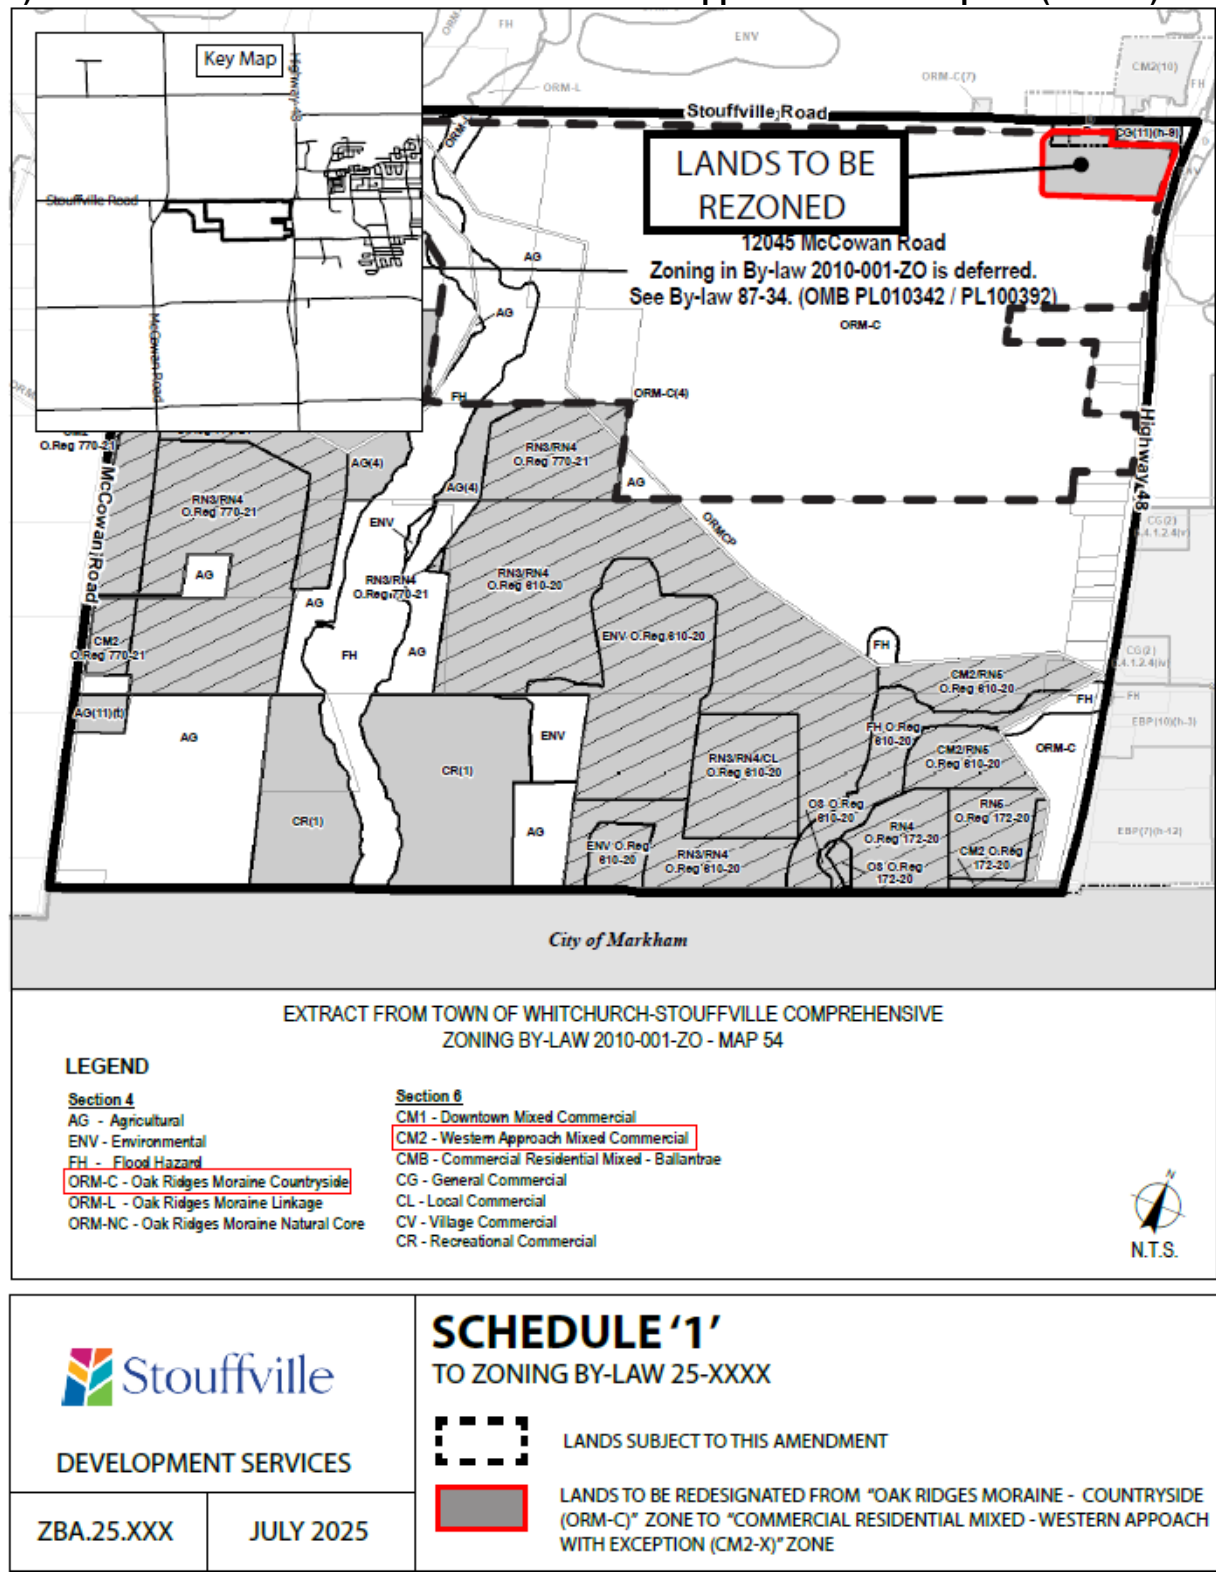 Key Map
Highway 48
Stouffville Road
McCowan Road
ORM-L
FH
ENV
ORM-L
ORM-C(7)
CM2(10)
FH
Stouffville Road
CG(11)(h-9)
ENV
LANDS TO BE
REZONED
12045 McCowan Road
Zoning in By-law 2010-001-ZO is deferred.
See By-law 87-34. (OMB PL010342 / PL100392)
ORM-C
AG
AG
FH
ORM-C(4)
O.Reg 770-21
RN3/RN4
O.Reg 770-21
AG(4)
AG(4)
RN3/RN4
O.Reg 770-21
AG
ORMCP
Highway 48
McCowan Road
ENV
CG(2)
AG
RN3/RN4
O.Reg 770-21
RN3/RN4
O.Reg 610-20
AG
ENV O.Reg 610-20
CM2
O.Reg 770-21
FH
AG
FH
CG(2)
CM2/RN5
O.Reg 610-20
FH
FH
AG(11)(t)
AG
ENV
FH O.Reg
610-20
CM2/RN5
O.Reg 610-20
ORM-C
EBP(10)(h-3)
CR(1)
RN3/RN4/CL
O.Reg 610-20
CR(1)
AG
OS O.Reg
610-20
RN5
O.Reg 172-20
RN4
O.Reg 172-20
EBP(7)(h-12)
ENV O.Reg
610-20
RN3/RN4
O.Reg 610-20
CM2 O.Reg
172-20
OS O.Reg
172-20
City of Markham
EXTRACT FROM TOWN OF WHITCHURCH-STOUFFVILLE COMPREHENSIVE
ZONING BY-LAW 2010-001-ZO - MAP 54
LEGEND
Section 4
AG - Agricultural
ENV - Environmental
FH - Flood Hazard
ORM-C - Oak Ridges Moraine Countryside
ORM-L - Oak Ridges Moraine Linkage
ORM-NC - Oak Ridges Moraine Natural Core
Section 6
CM1 - Downtown Mixed Commercial
CM2 - Western Approach Mixed Commercial
CMB - Commercial Residential Mixed - Ballantrae
CG - General Commercial
CL - Local Commercial
CV - Village Commercial
CR - Recreational Commercial
N
N.T.S.
Stouffville
DEVELOPMENT SERVICES
ZBA.25.XXX
JULY 2025
SCHEDULE '1'
TO ZONING BY-LAW 25-XXXX
LANDS SUBJECT TO THIS AMENDMENT
LANDS TO BE REDESIGNATED FROM "OAK RIDGES MORAINE - COUNTRYSIDE
(ORM-C)" ZONE TO "COMMERCIAL RESIDENTIAL MIXED - WESTERN APPOACH
WITH EXCEPTION (CM2-X)" ZONE